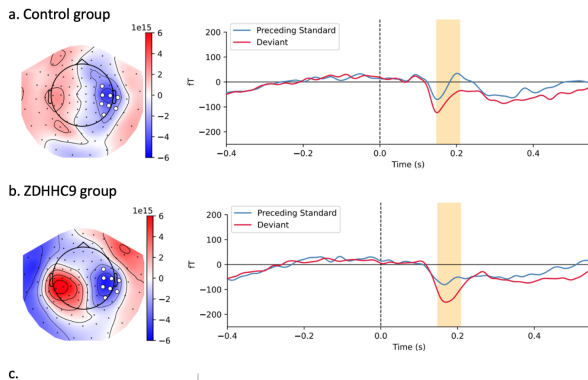 a. Control group
1e15
6
4
2
0
−2
−4
−6
200
100
0
−100
−200
fT
Preceding Standard
Deviant
−0.4
−0.2
0.0
0.2
0.4
Time (s)
b. ZDHHC9 group
1e15
6
4
2
0
−2
−4
−6
200
100
0
−100
−200
fT
Preceding Standard
Deviant
−0.4
−0.2
0.0
0.2
0.4
Time (s)
c.